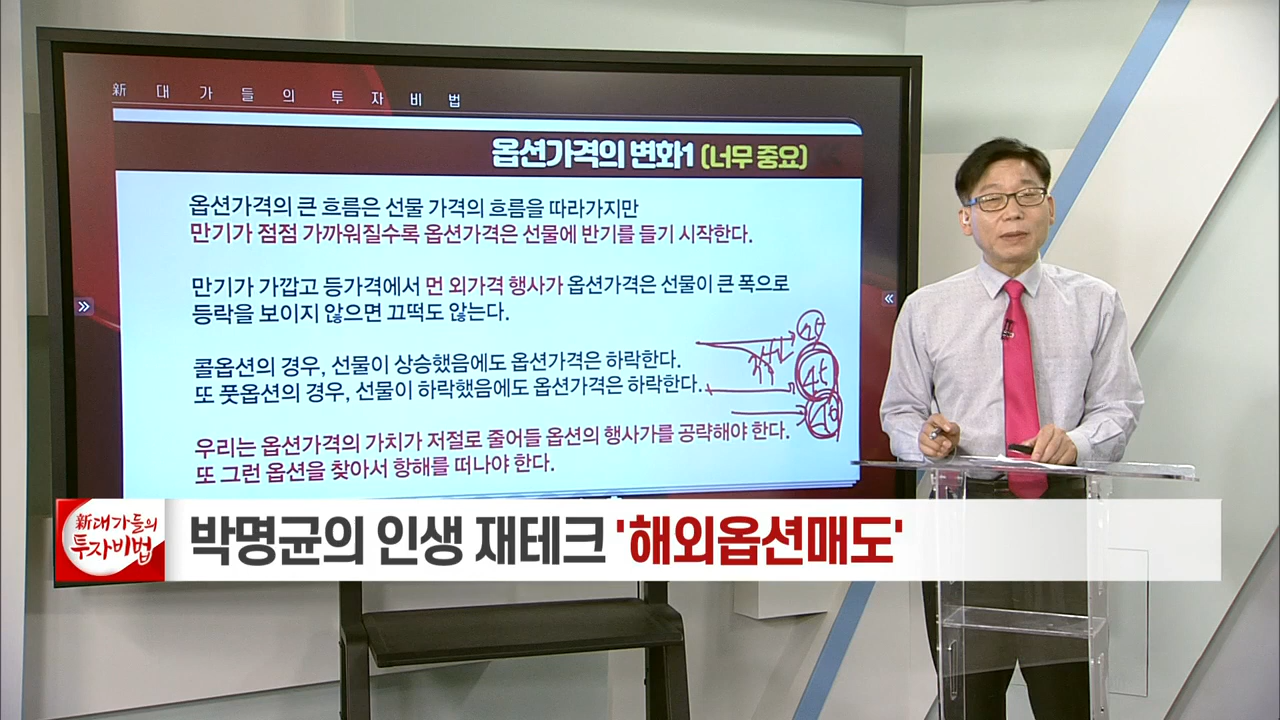 新 대가들의 투자비법
옵션가격의 변화1 (너무 중요)
옵션가격의 큰 흐름은 선물 가격의 흐름을 따라가지만
만기가 점점 가까워질수록 옵션가격은 선물에 반기를 들기 시작한다.
만기가 가깝고 등가격에서 먼 외가격 행사가 옵션가격은 선물이 큰 폭으로
등락을 보이지 않으면 끄떡도 않는다.
콜옵션의 경우, 선물이 상승했음에도 옵션가격은 하락한다.
또 풋옵션의 경우, 선물이 하락했음에도 옵션가격은 하락한다.
45
우리는 옵션가격의 가치가 저절로 줄어들 옵션의 행사가를 공략해야 한다.
또 그런 옵션을 찾아서 항해를 떠나야 한다.
新대가들의
투자비법
박명균의 인생 재테크 '해외옵션매도'